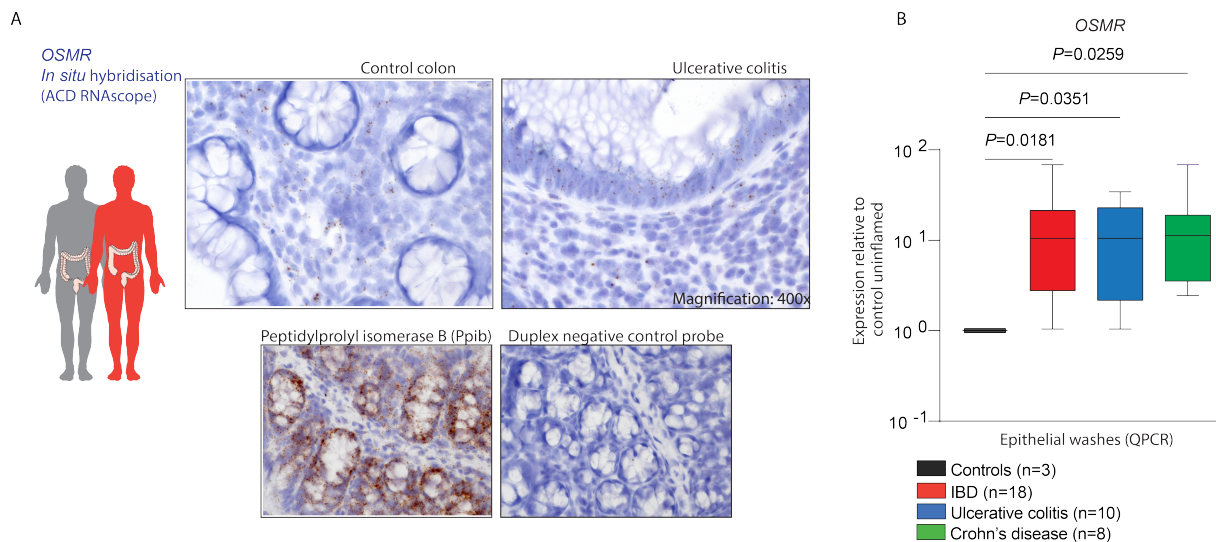 A
OSMR
In situ hybridisation
(ACD RNAscope)
Control colon
Ulcerative colitis
Magnification: 400x
Peptidylprolyl isomerase B (Ppib)
Duplex negative control probe
B
OSMR
P=0.0259
P=0.0351
P=0.0181
10 2
10 1
10 0
10 -1
Expression relative to
control uninflamed
Epithelial washes (QPCR)
Controls (n=3)
IBD (n=18)
Ulcerative colitis (n=10)
Crohn's disease (n=8)